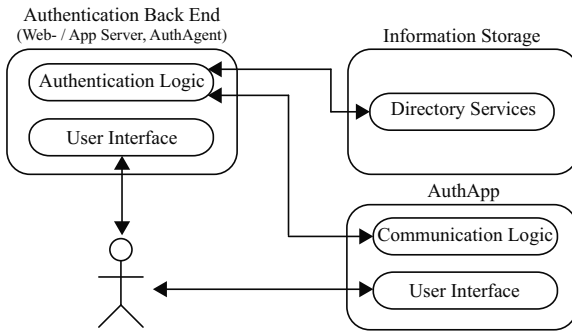 Authentication Back End
(Web- / App Server, AuthAgent)
Authentication Logic
User Interface
Information Storage
Directory Services
AuthApp
Communication Logic
User Interface